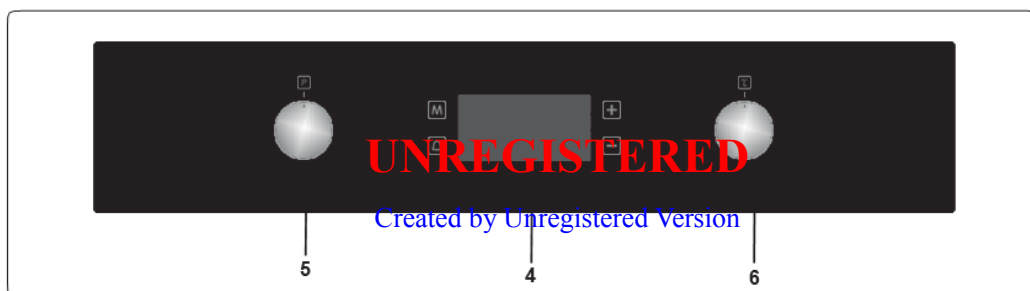 P
M +
-
UNREGISTERED
Created by Unregistered Version
5 4 6